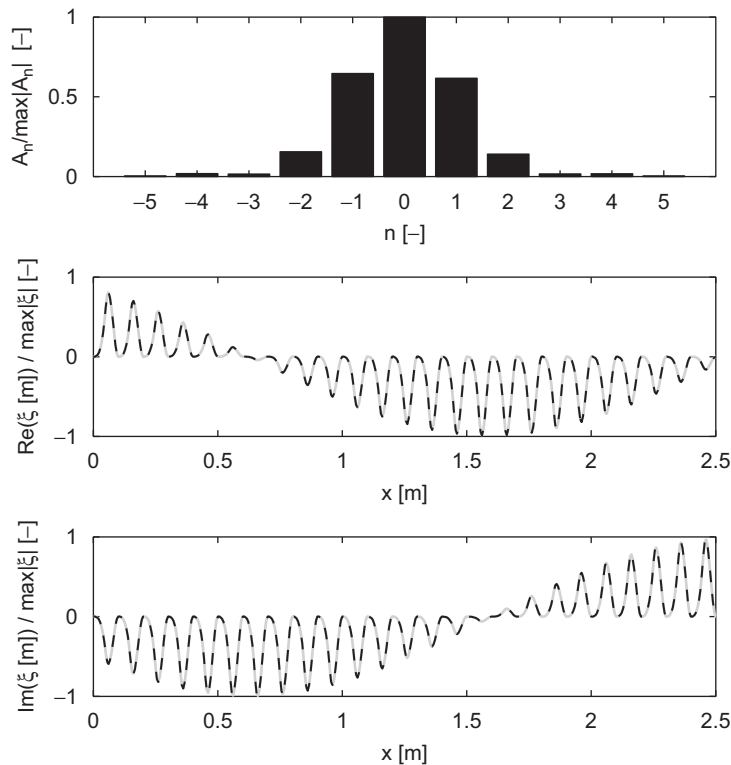 A_n/max|A_n| [–]
1
0.5
0
–5 –4 –3 –2 –1 0 1 2 3 4 5
n [–]
Re(ξ [m]) / max|ξ| [–]
1
0
–1
0 0.5 1 1.5 2 2.5
x [m]
Im(ξ [m]) / max|ξ| [–]
1
0
–1
0 0.5 1 1.5 2 2.5
x [m]